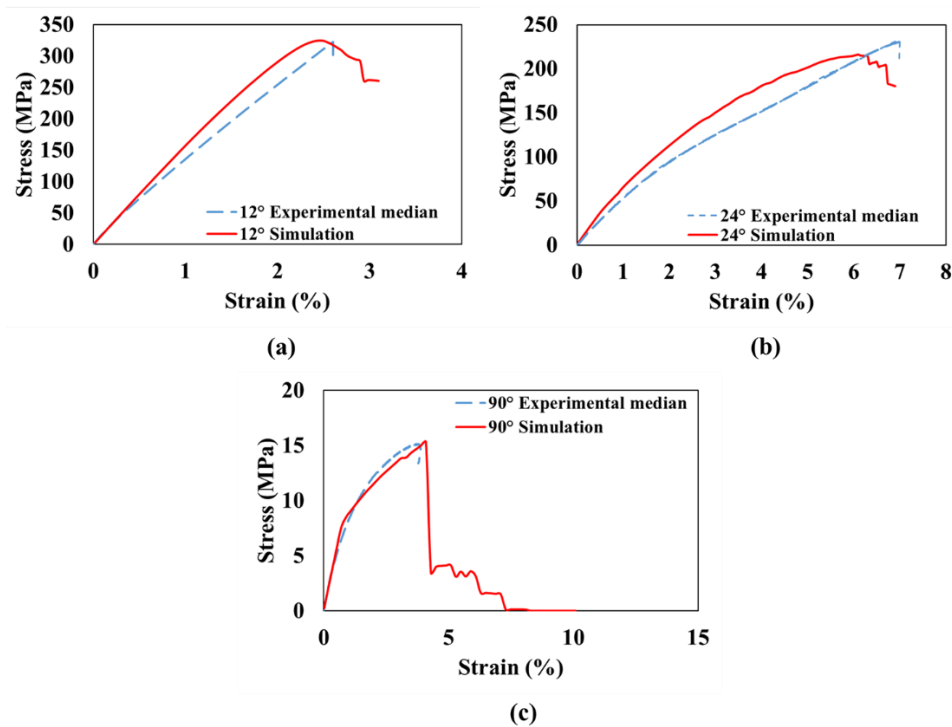 350
300
250
200
150
100
50
0
Stress (MPa)
0 1 2 3 4
Strain (%)
12° Experimental median
12° Simulation
(a)
250
200
150
100
50
0
Stress (MPa)
0 1 2 3 4 5 6 7 8
Strain (%)
24° Experimental median
24° Simulation
(b)
20
15
10
5
0
Stress (MPa)
0 5 10 15
Strain (%)
90° Experimental median
90° Simulation
(c)